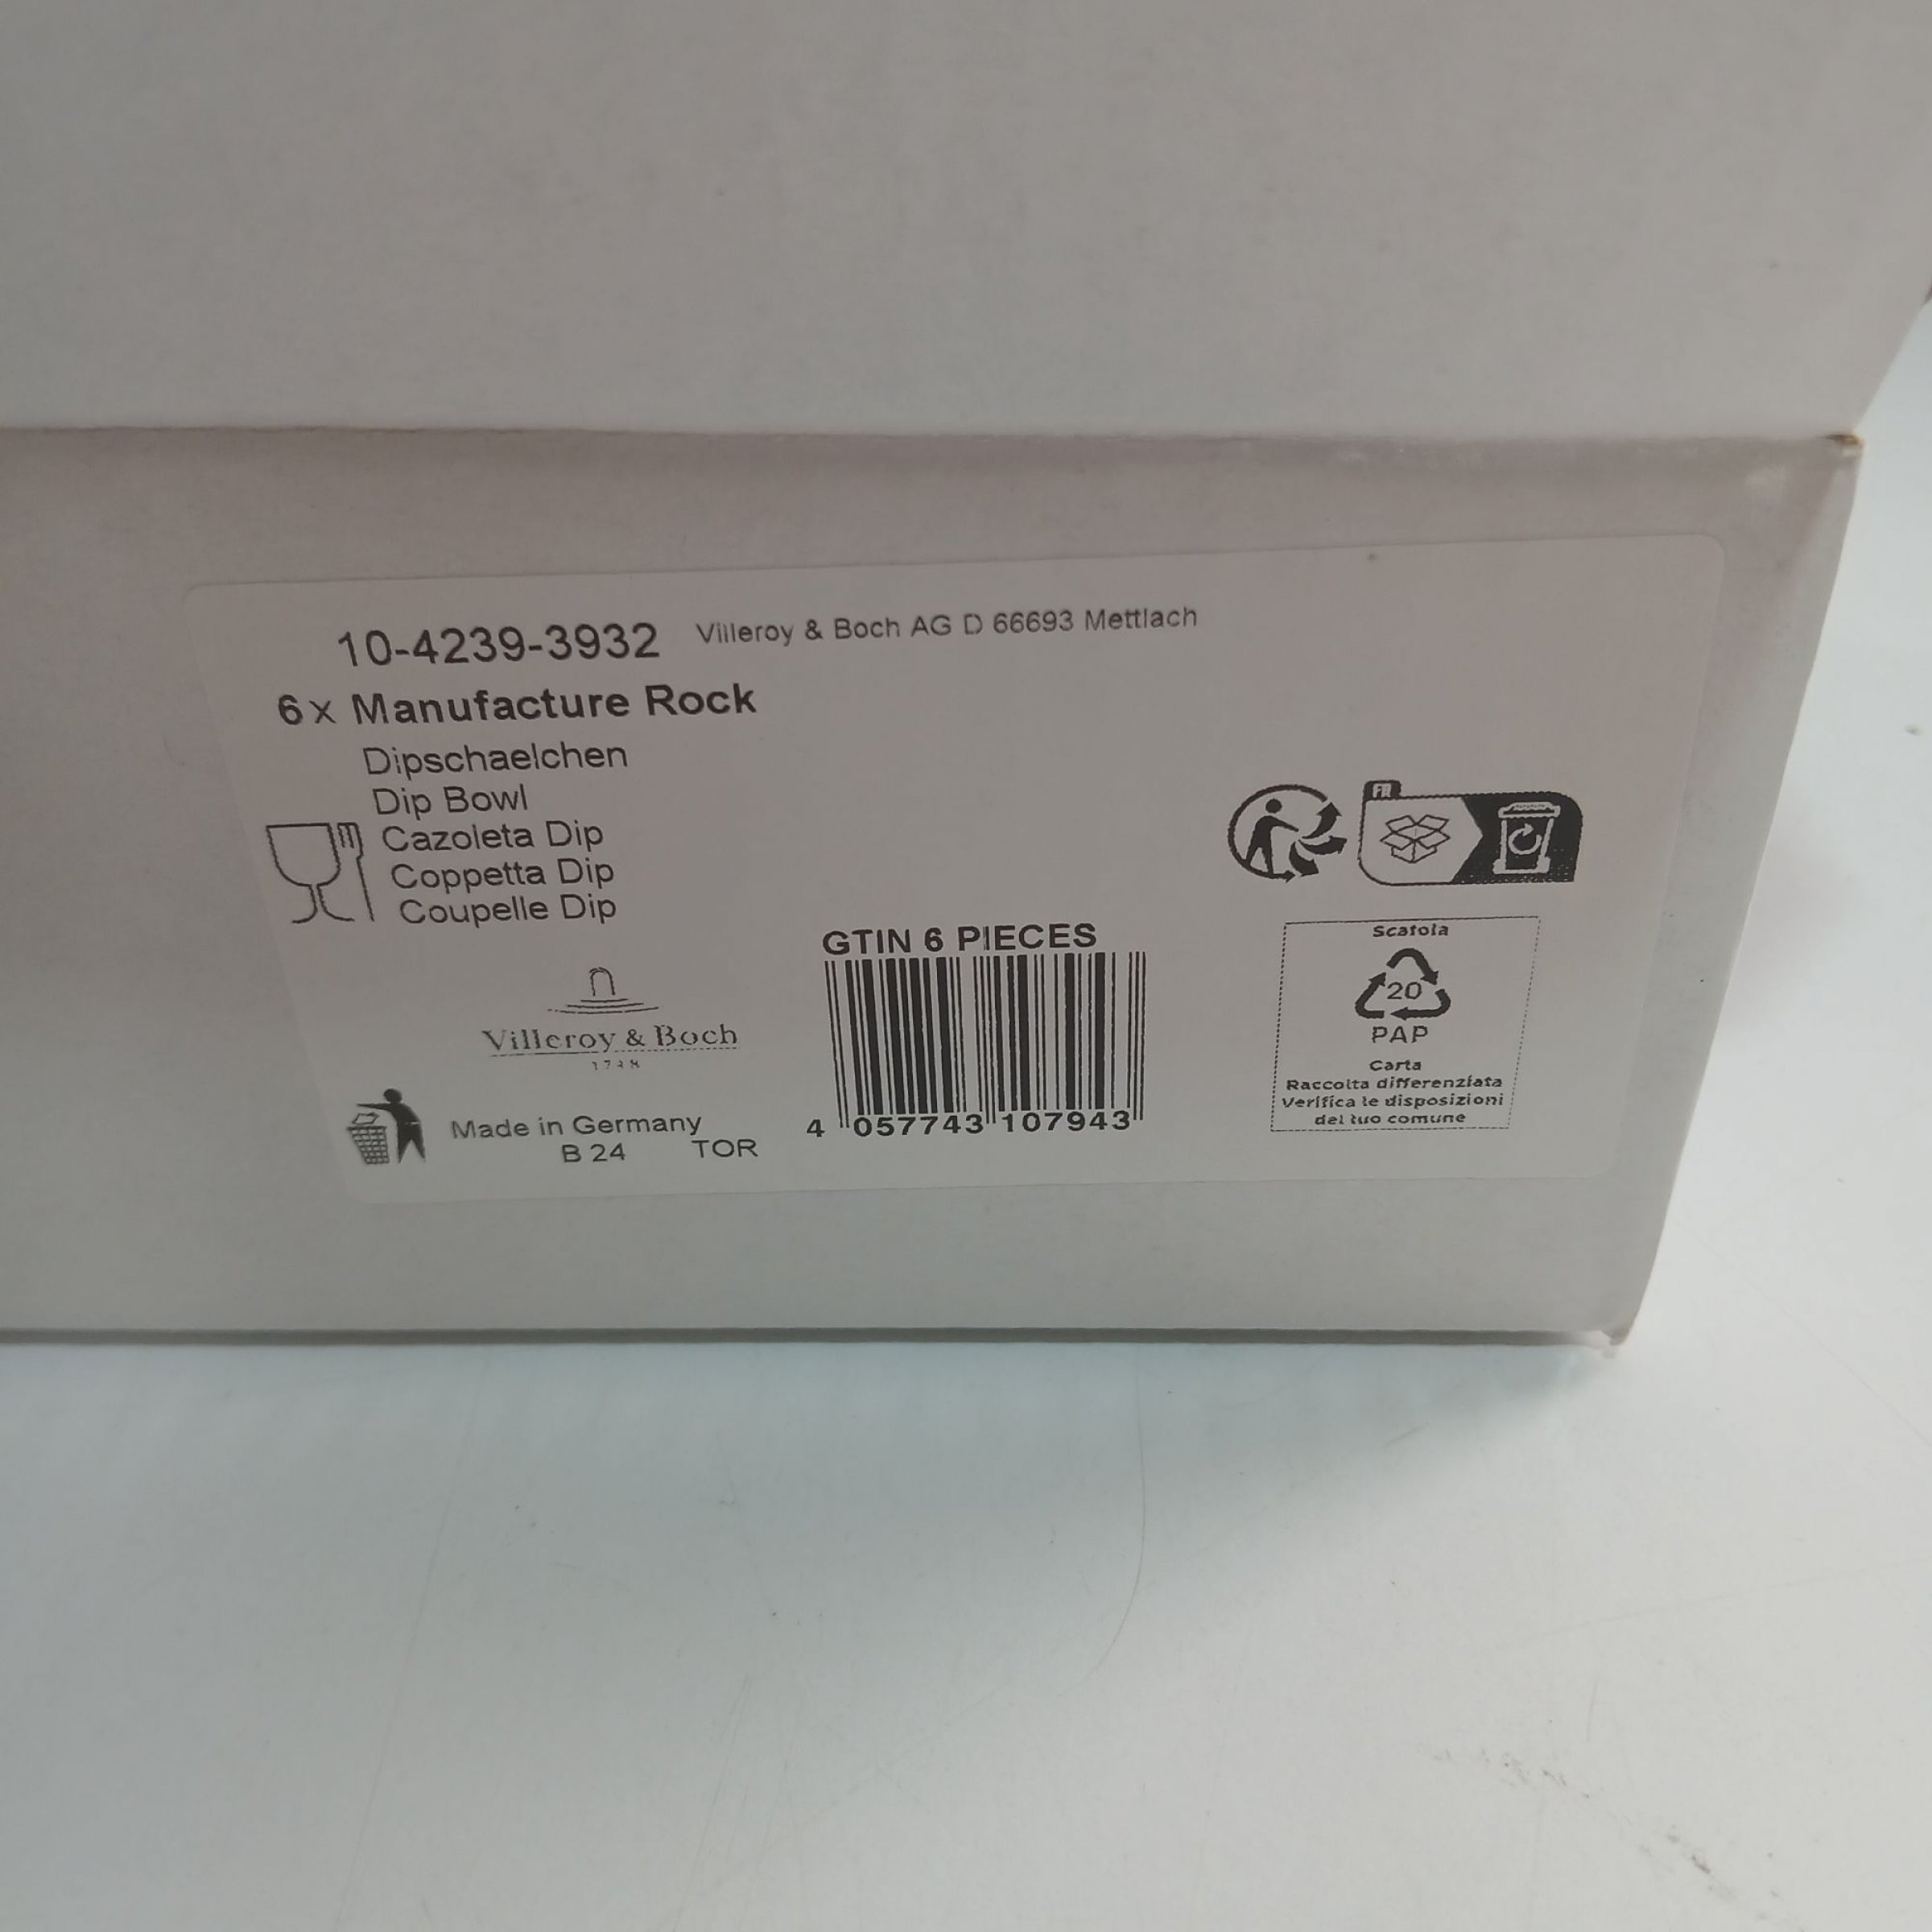 10-4239-3932 Villeroy & Boch AG D 66693 Mettlach
6x Manufacture Rock
Dipschaelchen
Dip Bowl
Cazoleta Dip
Coppetta Dip
Coupelle Dip
Villeroy & Boch
1748
Made in Germany
B 24 TOR
GTIN 6 PIECES
4 057743 107943
FR
Scatola
20
PAP
Carta
Raccolta differenziata
Verifica le disposizioni
del tuo comune